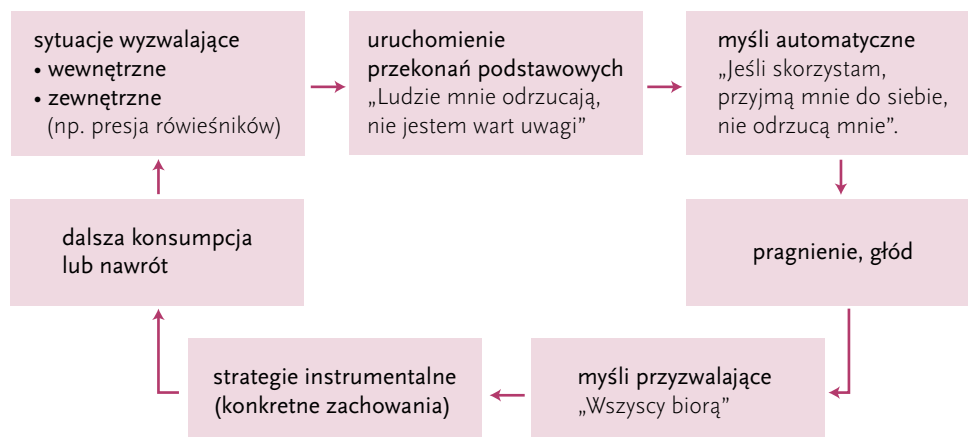 sytuacje wyzwalające
• wewnętrzne
• zewnętrzne
(np. presja rówieśników)
uruchomienie
przekonań podstawowych
„Ludzie mnie odrzucają,
nie jestem wart uwagi”
myśli automatyczne
„Jeśli skorzystam,
przyjmą mnie do siebie,
nie odrzucą mnie”.
pragnienie, głód
myśli przyzwalające
„Wszyscy biorą”
strategie instrumentalne
(konkretne zachowania)
dalsza konsumpcja
lub nawrót